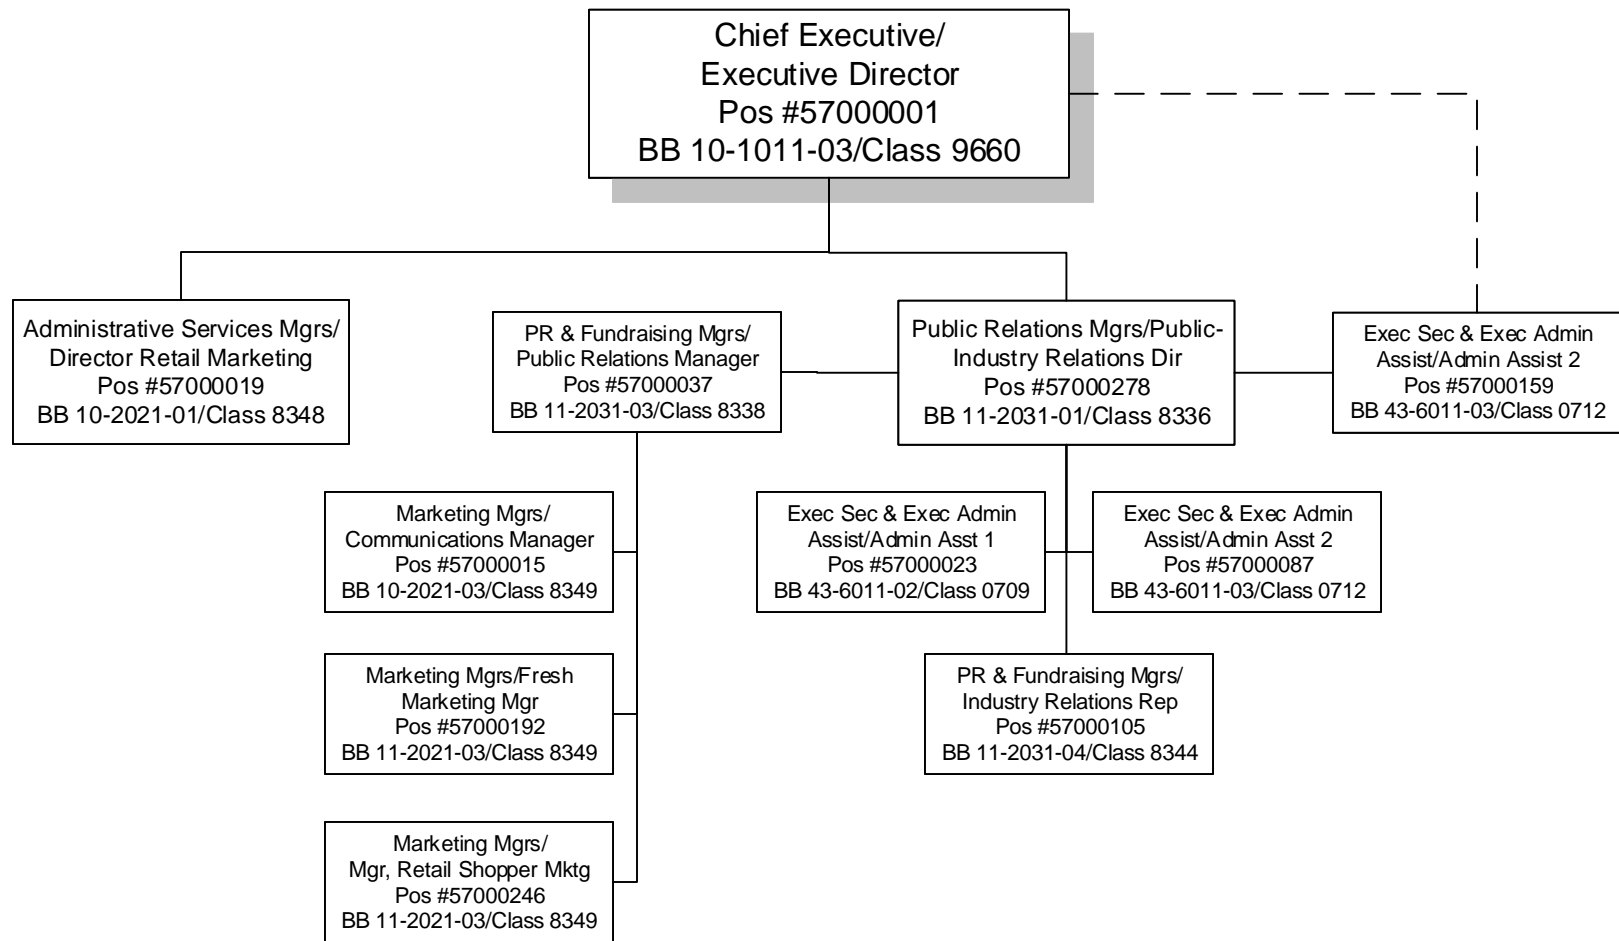 Chief Executive/
Executive Director
Pos #57000001
BB 10-1011-03/Class 9660
Administrative Services Mgrs/
Director Retail Marketing
Pos #57000019
BB 10-2021-01/Class 8348
PR & Fundraising Mgrs/
Public Relations Manager
Pos #57000037
BB 11-2031-03/Class 8338
Public Relations Mgrs/Public-
Industry Relations Dir
Pos #57000278
BB 11-2031-01/Class 8336
Exec Sec & Exec Admin
Assist/Admin Assist 2
Pos #57000159
BB 43-6011-03/Class 0712
Marketing Mgrs/
Communications Manager
Pos #57000015
BB 10-2021-03/Class 8349
Exec Sec & Exec Admin
Assist/Admin Asst 1
Pos #57000023
BB 43-6011-02/Class 0709
Exec Sec & Exec Admin
Assist/Admin Asst 2
Pos #57000087
BB 43-6011-03/Class 0712
Marketing Mgrs/Fresh
Marketing Mgr
Pos #57000192
BB 11-2021-03/Class 8349
PR & Fundraising Mgrs/
Industry Relations Rep
Pos #57000105
BB 11-2031-04/Class 8344
Marketing Mgrs/
Mgr, Retail Shopper Mktg
Pos #57000246
BB 11-2021-03/Class 8349